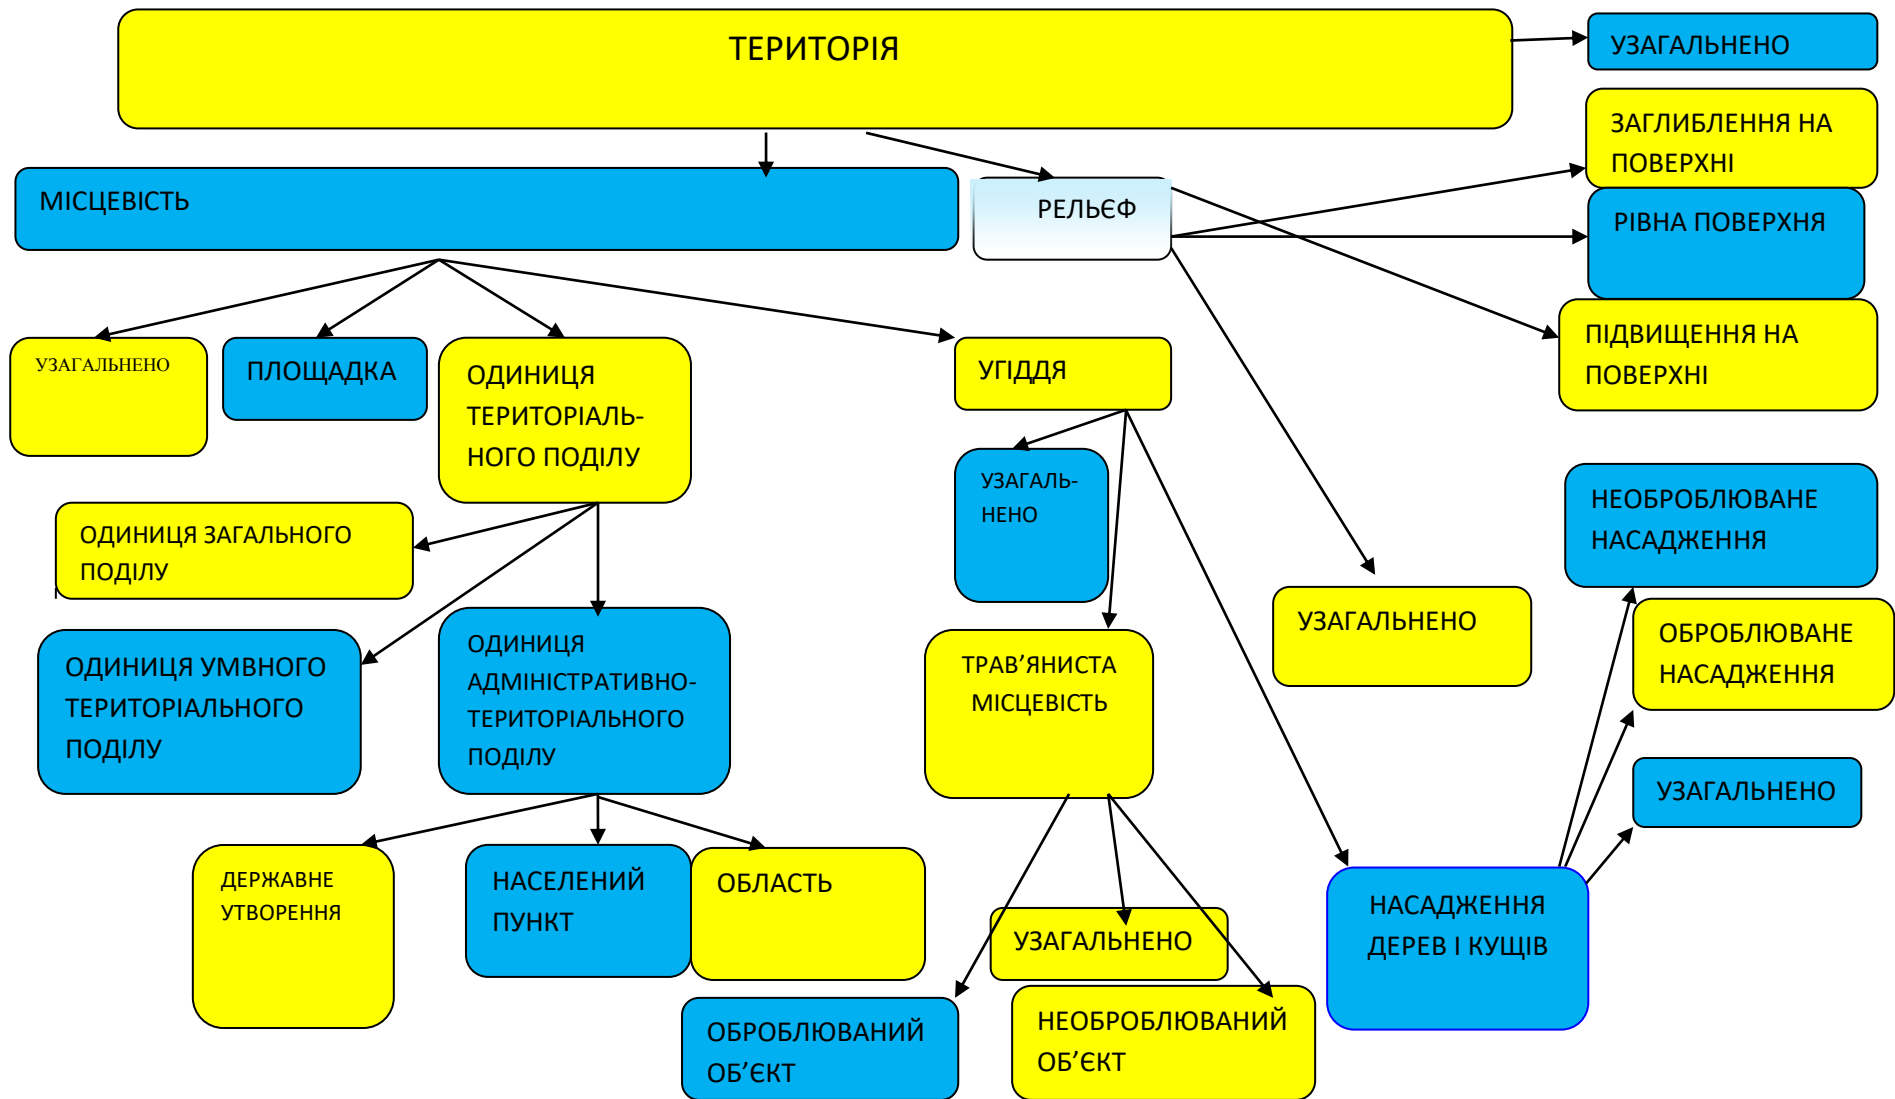 ТЕРИТОРІЯ
УЗАГАЛЬНЕНО
ЗАГЛИБЛЕННЯ НА
ПОВЕРХНІ
МІСЦЕВІСТЬ
РЕЛЬЄФ
РІВНА ПОВЕРХНЯ
ПІДВИЩЕННЯ НА
ПОВЕРХНІ
УЗАГАЛЬНЕНО
ПЛОЩАДКА
ОДИНИЦЯ
ТЕРИТОРІАЛЬ-
НОГО ПОДІЛУ
УГІДДЯ
УЗАГАЛЬ-
НЕНО
НЕОБРОБЛЮВАНЕ
НАСАДЖЕННЯ
ОДИНИЦЯ ЗАГАЛЬНОГО
ПОДІЛУ
УЗАГАЛЬНЕНО
ОБРОБЛЮВАНЕ
НАСАДЖЕННЯ
ОДИНИЦЯ УМВНОГО
ТЕРИТОРІАЛЬНОГО
ПОДІЛУ
ОДИНИЦЯ
АДМІНІСТРАТИВНО-
ТЕРИТОРІАЛЬНОГО
ПОДІЛУ
ТРАВ’ЯНИСТА
МІСЦЕВІСТЬ
УЗАГАЛЬНЕНО
ДЕРЖАВНЕ
УТВОРЕННЯ
НАСЕЛЕНИЙ
ПУНКТ
ОБЛАСТЬ
УЗАГАЛЬНЕНО
НАСАДЖЕННЯ
ДЕРЕВ І КУЩІВ
ОБРОБЛЮВАНИЙ
ОБ’ЄКТ
НЕОБРОБЛЮВАНИЙ
ОБ’ЄКТ